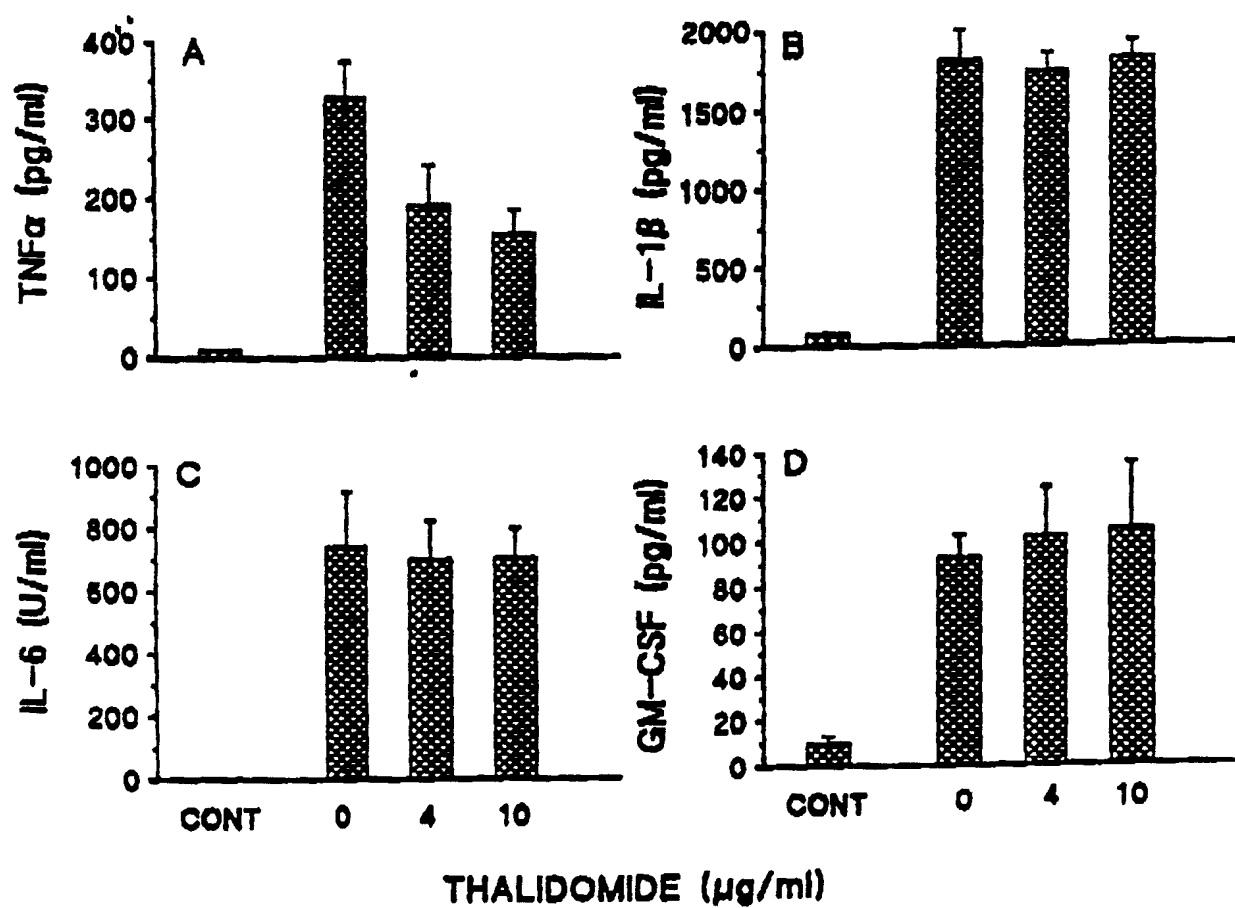 A
TNFα (pg/ml)
400
300
200
100
0
B
IL-1β (pg/ml)
2000
1500
1000
500
0
C
IL-6 (U/ml)
1000
800
600
400
200
0
CONT 0 4 10
D
GM-CSF (pg/ml)
140
120
100
80
60
40
20
0
CONT 0 4 10
THALIDOMIDE (μg/ml)